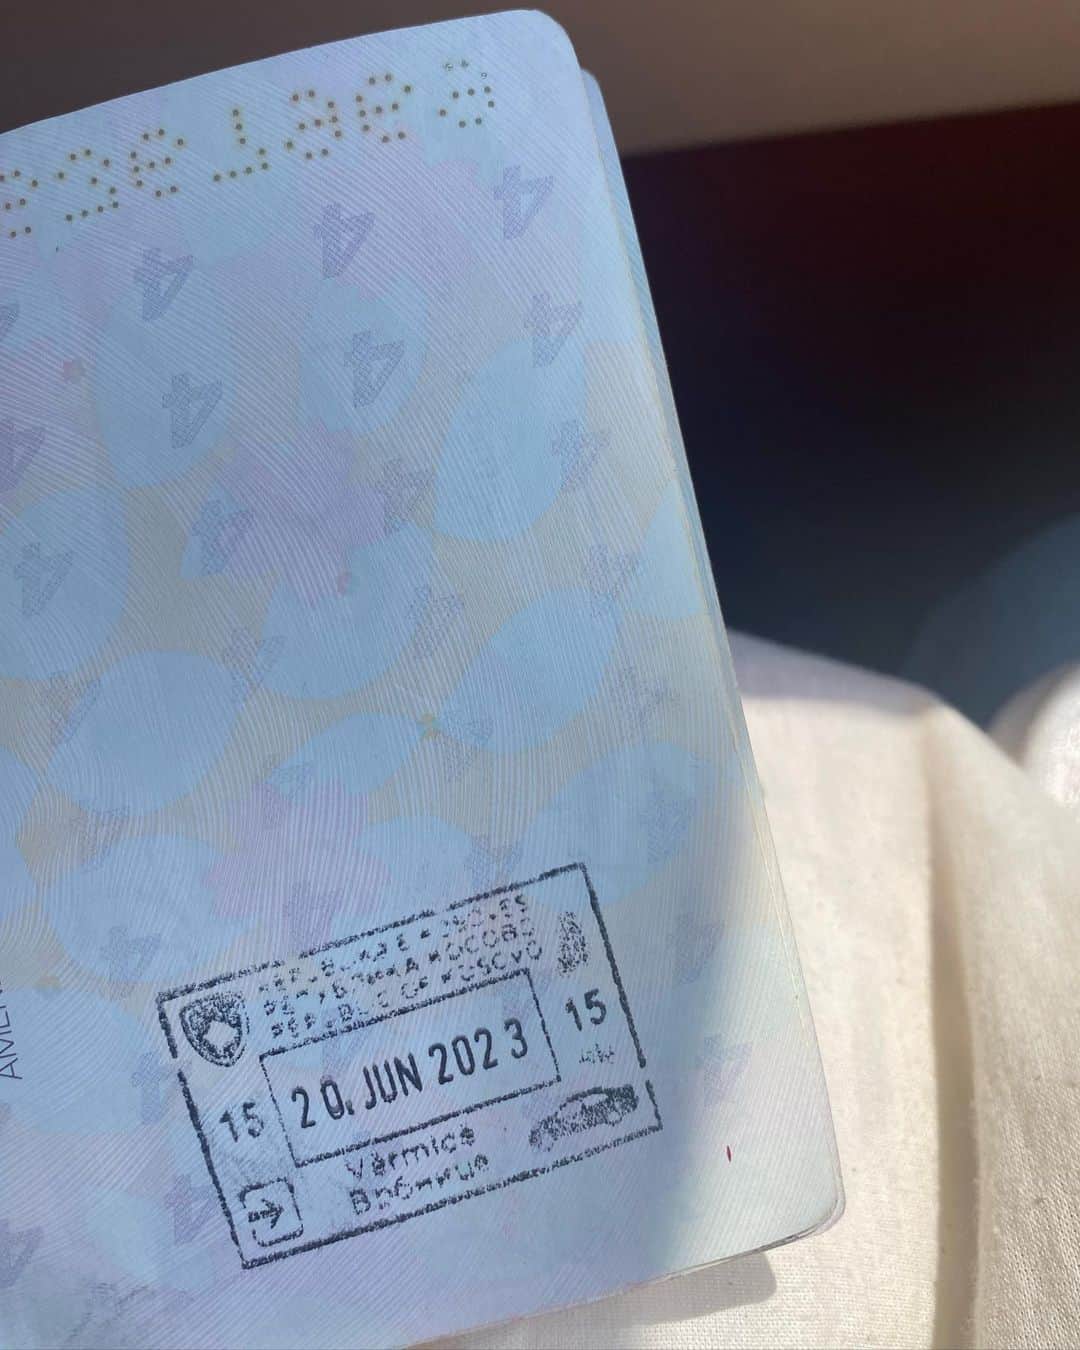 REPUBLIKA E KOSOVËS
РЕПУБЛИКА КОСОВО
REPUBLIC OF KOSOVO
15
20. JUN 2023
15
Vërmicë
Врбница